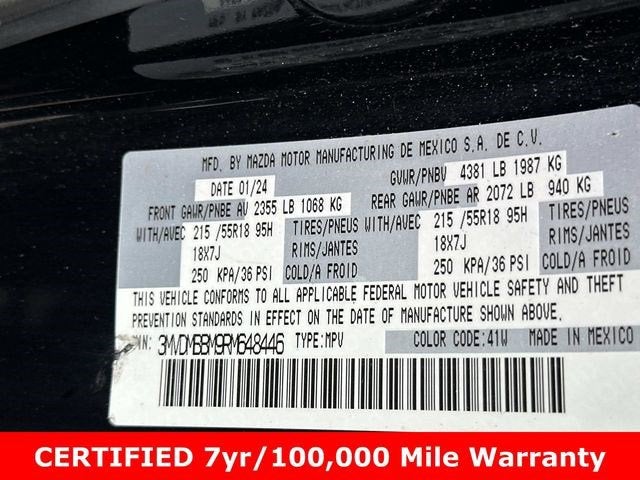 MFD. BY MAZDA MOTOR MANUFACTURING DE MEXICO S.A. DE C.V.
DATE 01/24 GVWR/PNBV 4381 LB 1987 KG
FRONT GAWR/PNBE AV 2355 LB 1068 KG REAR GAWR/PNBE AR 2072 LB 940 KG
WITH/AVEC 215 /55R18 95H TIRES/PNEUS WITH/AVEC 215 /55R18 95H TIRES/PNEUS
18X7J RIMS/JANTES 18X7J RIMS/JANTES
250 KPA/36 PSI COLD/A FROID 250 KPA/36 PSI COLD/A FROID
THIS VEHICLE CONFORMS TO ALL APPLICABLE FEDERAL MOTOR VEHICLE SAFETY AND THEFT
PREVENTION STANDARDS IN EFFECT ON THE DATE OF MANUFACTURE SHOWN ABOVE.
VIN: 3MVDMBBM9RM648446 TYPE:MPV COLOR CODE:41W MADE IN MEXICO
CERTIFIED 7yr/100,000 Mile Warranty